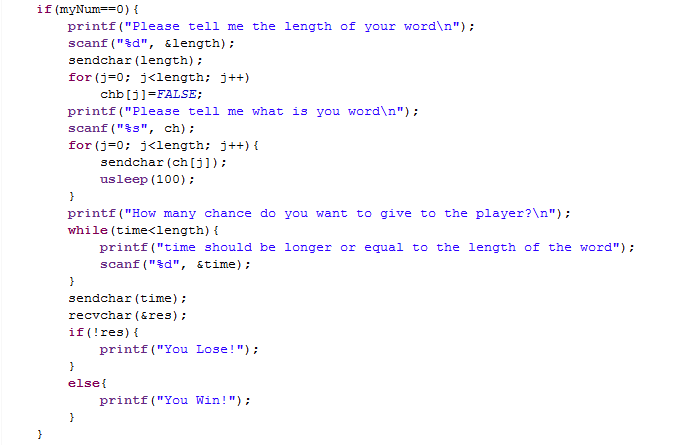 if(myNum==0){
printf("Please tell me the length of your word\n");
scanf("%d", &length);
sendchar(length);
for(j=0; j<length; j++)
chb[j]=FALSE;
printf("Please tell me what is you word\n");
scanf("%s", ch);
for(j=0; j<length; j++){
sendchar(ch[j]);
usleep(100);
}
printf("How many chance do you want to give to the player?\n");
while(time<length){
printf("time should be longer or equal to the length of the word");
scanf("%d", &time);
}
sendchar(time);
recvchar(&res);
if(!res){
printf("You Lose!");
}
else{
printf("You Win!");
}
}